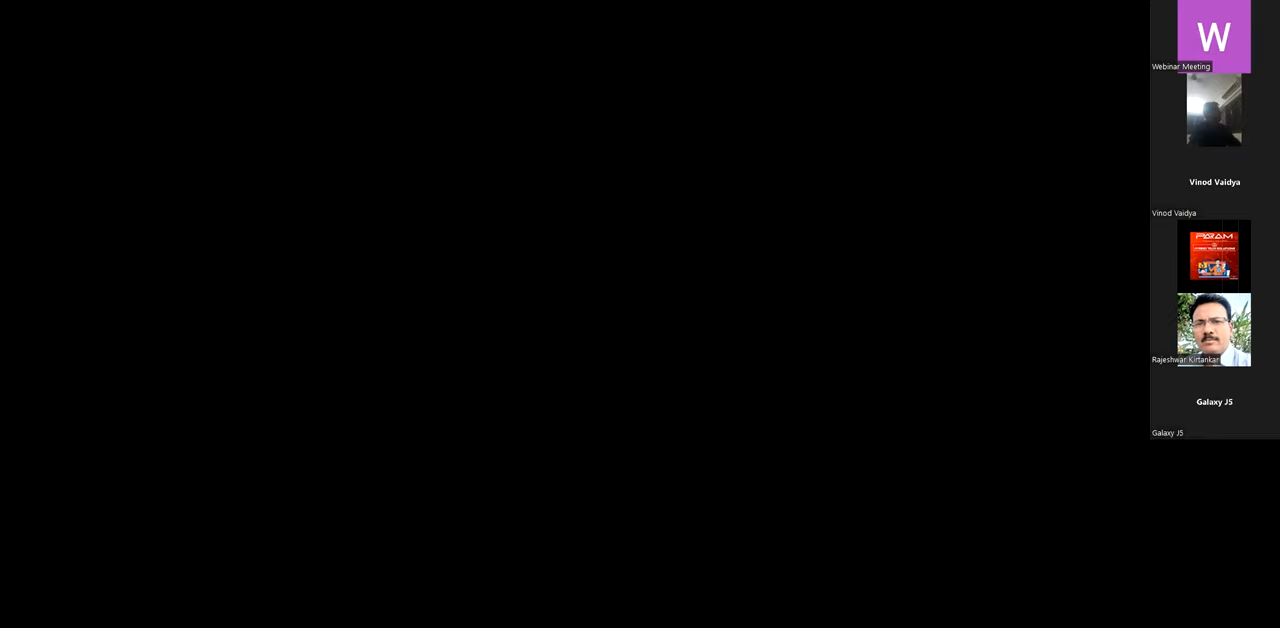 W
Webinar Meeting
Vinod Vaidya
Vinod Vaidya
Rajeshwar Kirtankar
Galaxy J5
Galaxy J5